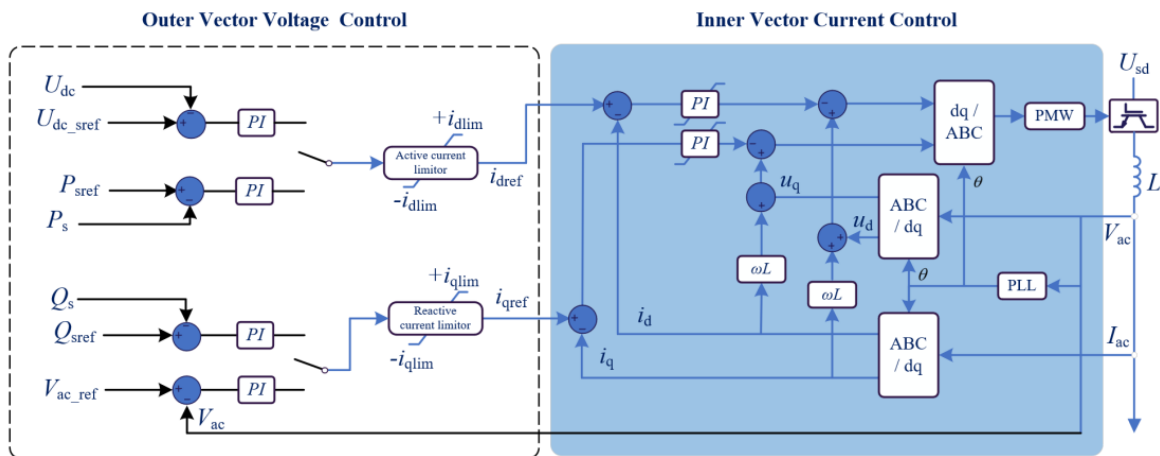 Outer Vector Voltage Control
Inner Vector Current Control
U_dc
U_dc_sref
PI
P_sref
P_s
PI
+i_dlim
Active current
limitor
-i_dlim
i_dref
Q_s
Q_sref
PI
V_ac_ref
V_ac
PI
+i_qlim
Reactive
current limitor
-i_qlim
i_qref
PI
PI
dq /
ABC
PMW
U_sd
L
u_q
u_d
ABC
/ dq
θ
V_ac
ωL
ωL
θ
PLL
i_d
i_q
ABC
/ dq
I_ac